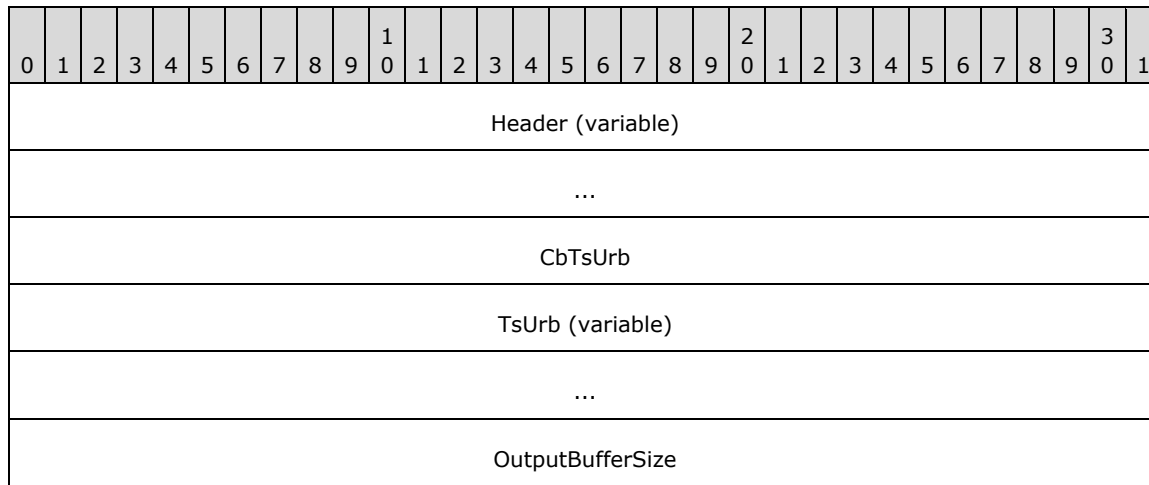 1 2 3
0 1 2 3 4 5 6 7 8 9 0 1 2 3 4 5 6 7 8 9 0 1 2 3 4 5 6 7 8 9 0 1
Header (variable)
...
CbTsUrb
TsUrb (variable)
...
OutputBufferSize